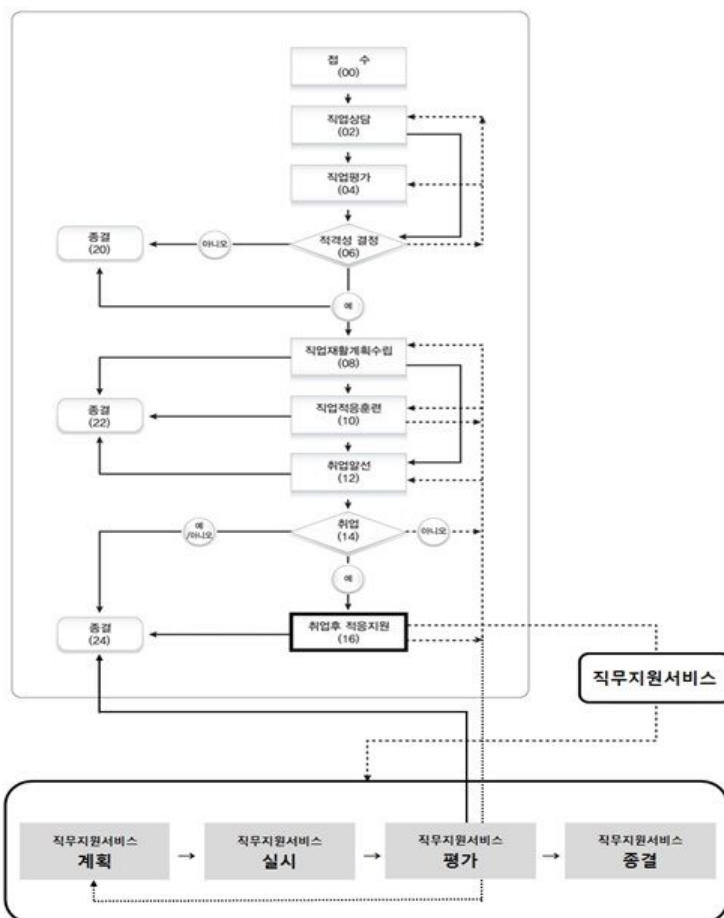 접 수
(00)
직업상담
(02)
직업평가
(04)
적격성 결정
(06)
아니오
종결
(20)
예
직업재활계획수립
(08)
직업적응훈련
(10)
종결
(22)
취업알선
(12)
예
/아니오
취업
(14)
아니오
예
취업후 적응지원
(16)
종결
(24)
직무지원서비스
직무지원서비스
계획
직무지원서비스
실시
직무지원서비스
평가
직무지원서비스
종결